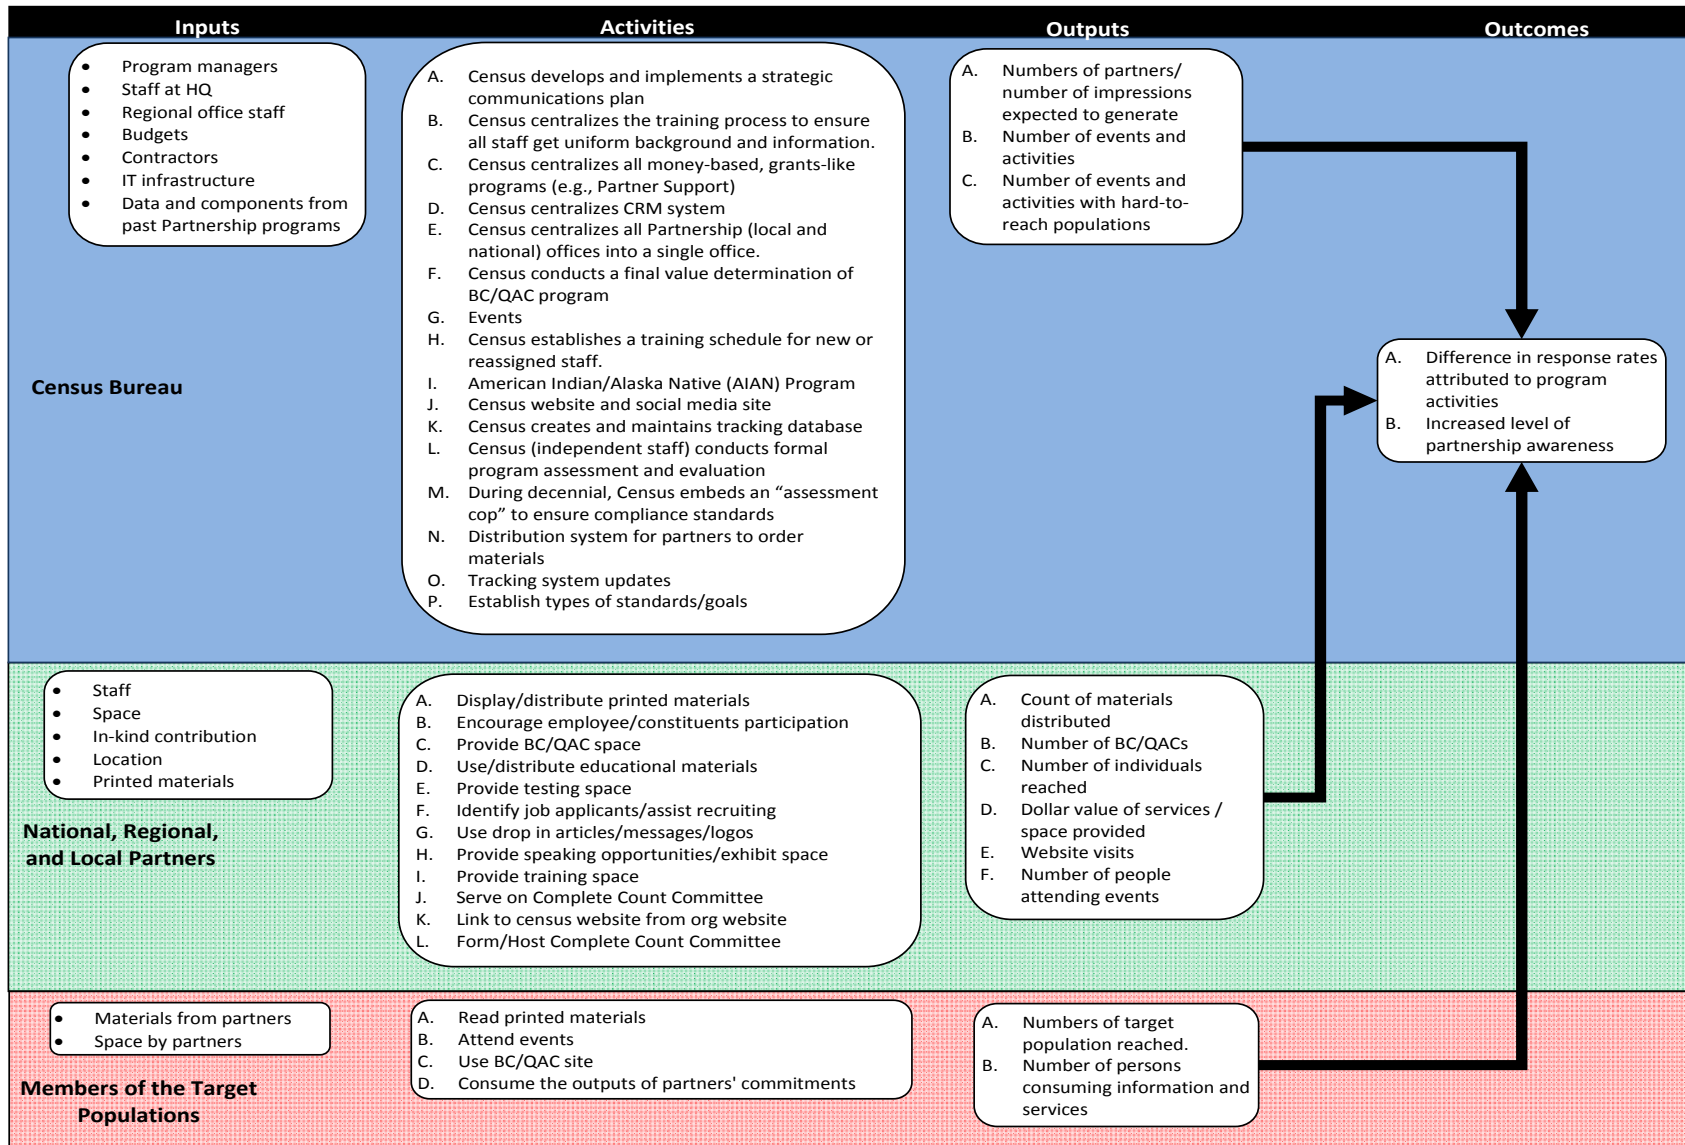 Inputs
Activities
Outputs
Outcomes
Census Bureau
• Program managers
• Staff at HQ
• Regional office staff
• Budgets
• Contractors
• IT infrastructure
• Data and components from
past Partnership programs
A. Census develops and implements a strategic
communications plan
B. Census centralizes the training process to ensure
all staff get uniform background and information.
C. Census centralizes all money-based, grants-like
programs (e.g., Partner Support)
D. Census centralizes CRM system
E. Census centralizes all Partnership (local and
national) offices into a single office.
F. Census conducts a final value determination of
BC/QAC program
G. Events
H. Census establishes a training schedule for new or
reassigned staff.
I. American Indian/Alaska Native (AIAN) Program
J. Census website and social media site
K. Census creates and maintains tracking database
L. Census (independent staff) conducts formal
program assessment and evaluation
M. During decennial, Census embeds an “assessment
cop” to ensure compliance standards
N. Distribution system for partners to order
materials
O. Tracking system updates
P. Establish types of standards/goals
A. Numbers of partners/
number of impressions
expected to generate
B. Number of events and
activities
C. Number of events and
activities with hard-to-
reach populations
A. Difference in response rates
attributed to program
activities
B. Increased level of
partnership awareness
National, Regional,
and Local Partners
• Staff
• Space
• In-kind contribution
• Location
• Printed materials
A. Display/distribute printed materials
B. Encourage employee/constituents participation
C. Provide BC/QAC space
D. Use/distribute educational materials
E. Provide testing space
F. Identify job applicants/assist recruiting
G. Use drop in articles/messages/logos
H. Provide speaking opportunities/exhibit space
I. Provide training space
J. Serve on Complete Count Committee
K. Link to census website from org website
L. Form/Host Complete Count Committee
A. Count of materials
distributed
B. Number of BC/QACs
C. Number of individuals
reached
D. Dollar value of services /
space provided
E. Website visits
F. Number of people
attending events
Members of the Target
Populations
• Materials from partners
• Space by partners
A. Read printed materials
B. Attend events
C. Use BC/QAC site
D. Consume the outputs of partners' commitments
A. Numbers of target
population reached.
B. Number of persons
consuming information and
services